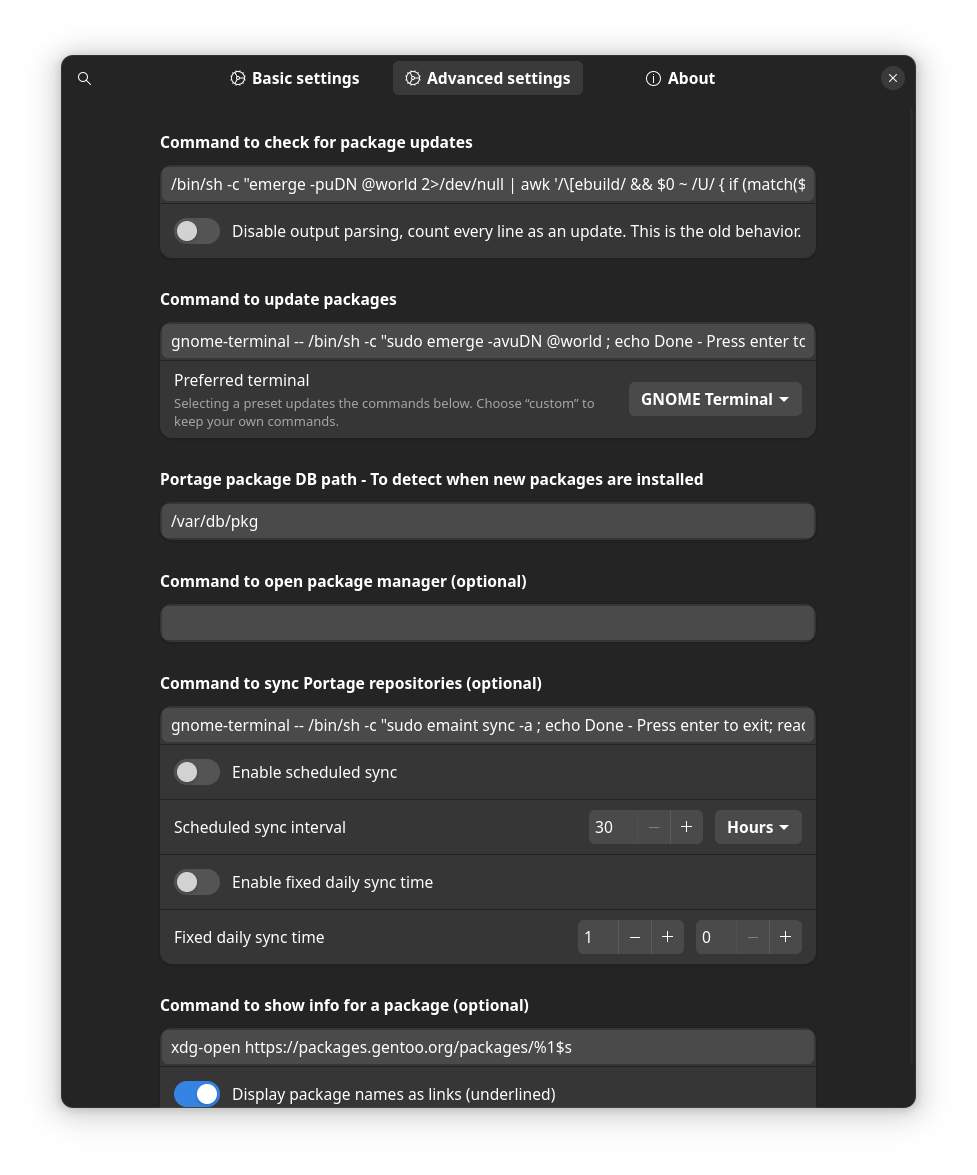 Basic settings
Advanced settings
About
Command to check for package updates
/bin/sh -c "emerge -puDN @world 2>/dev/null | awk '/\[ebuild/ && $0 ~ /U/ { if (match($
Disable output parsing, count every line as an update. This is the old behavior.
Command to update packages
gnome-terminal -- /bin/sh -c "sudo emerge -avuDN @world ; echo Done - Press enter to
Preferred terminal
Selecting a preset updates the commands below. Choose “custom” to
keep your own commands.
GNOME Terminal
Portage package DB path - To detect when new packages are installed
/var/db/pkg
Command to open package manager (optional)
Command to sync Portage repositories (optional)
gnome-terminal -- /bin/sh -c "sudo emaint sync -a ; echo Done - Press enter to exit; read
Enable scheduled sync
Scheduled sync interval
30
Hours
Enable fixed daily sync time
Fixed daily sync time
1
0
Command to show info for a package (optional)
xdg-open https://packages.gentoo.org/packages/%1$s
Display package names as links (underlined)